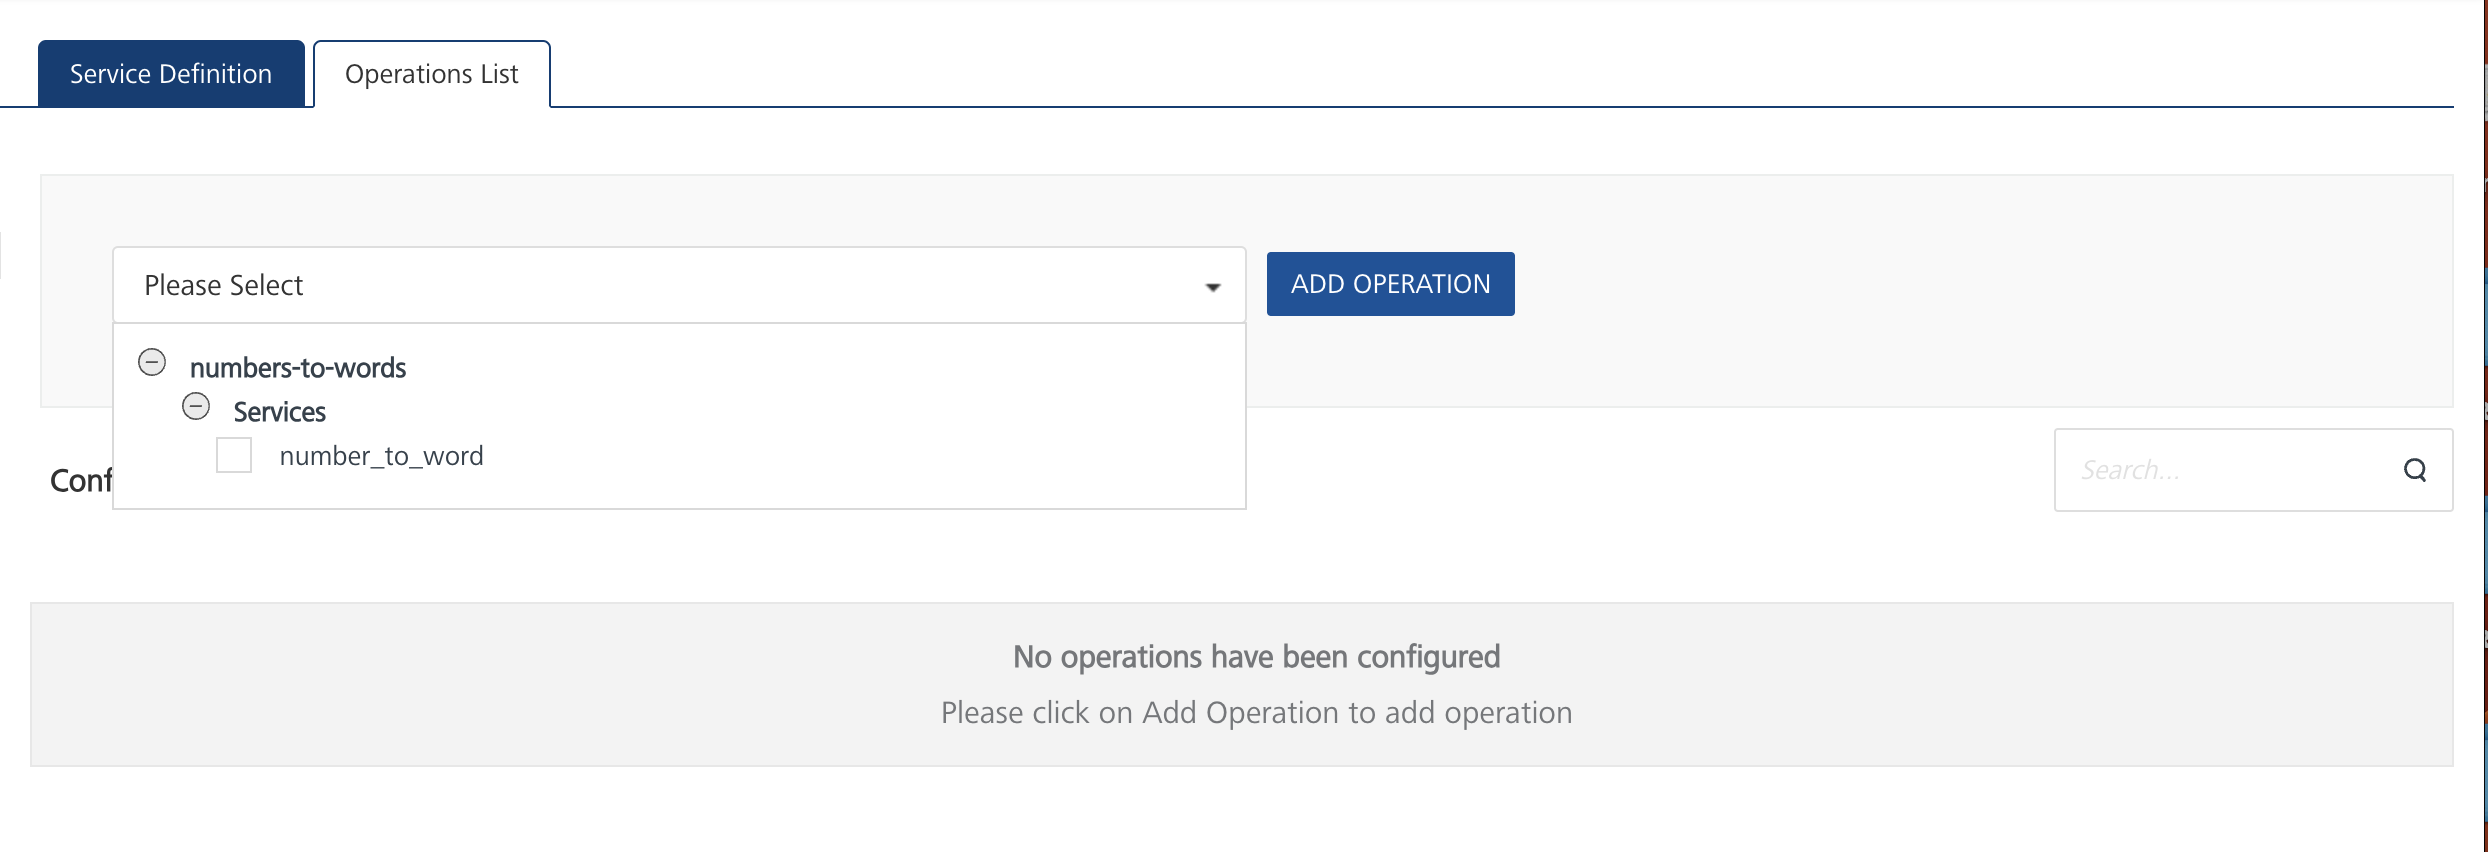 Service Definition
Operations List
Please Select
ADD OPERATION
numbers-to-words
Services
number_to_word
Conf
Search...
No operations have been configured
Please click on Add Operation to add operation